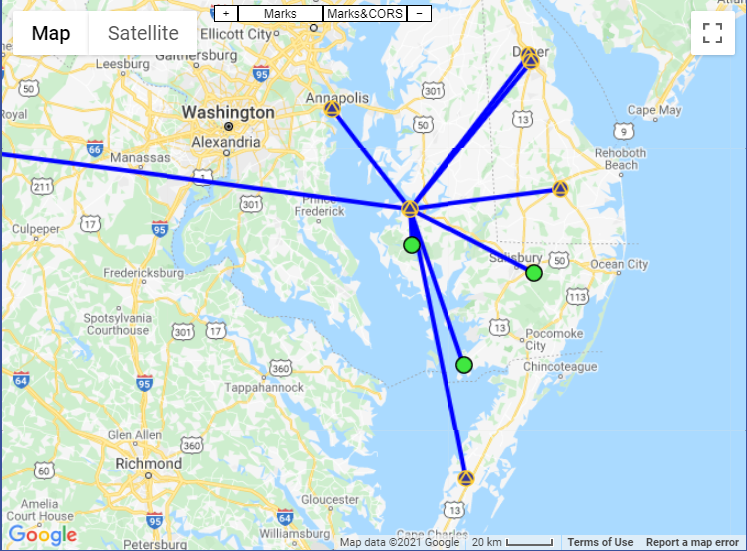 + Marks Marks&CORS −
Map Satellite
Ellicott City
Gaithersburg
Leesburg
95
50
301
Annapolis
Washington
50
13
Cape May
Royal
Alexandria
9
66
Manassas
Rehoboth
Beach
211
1
301
Prince
Frederick
17
95
Culpeper
Salisbury
50
Ocean City
Fredericksburg
113
Spotsylvania
Courthouse
301
17
13
Pocomoke
City
360
Chincoteague
64
95
Tappahannock
Glen Allen
360
Richmond
60
Gloucester
13
Amelia
Court House
95
64
Williamsburg
Cape Charles
Petersburg
Google
Map data ©2021 Google 20 km Terms of Use Report a map error